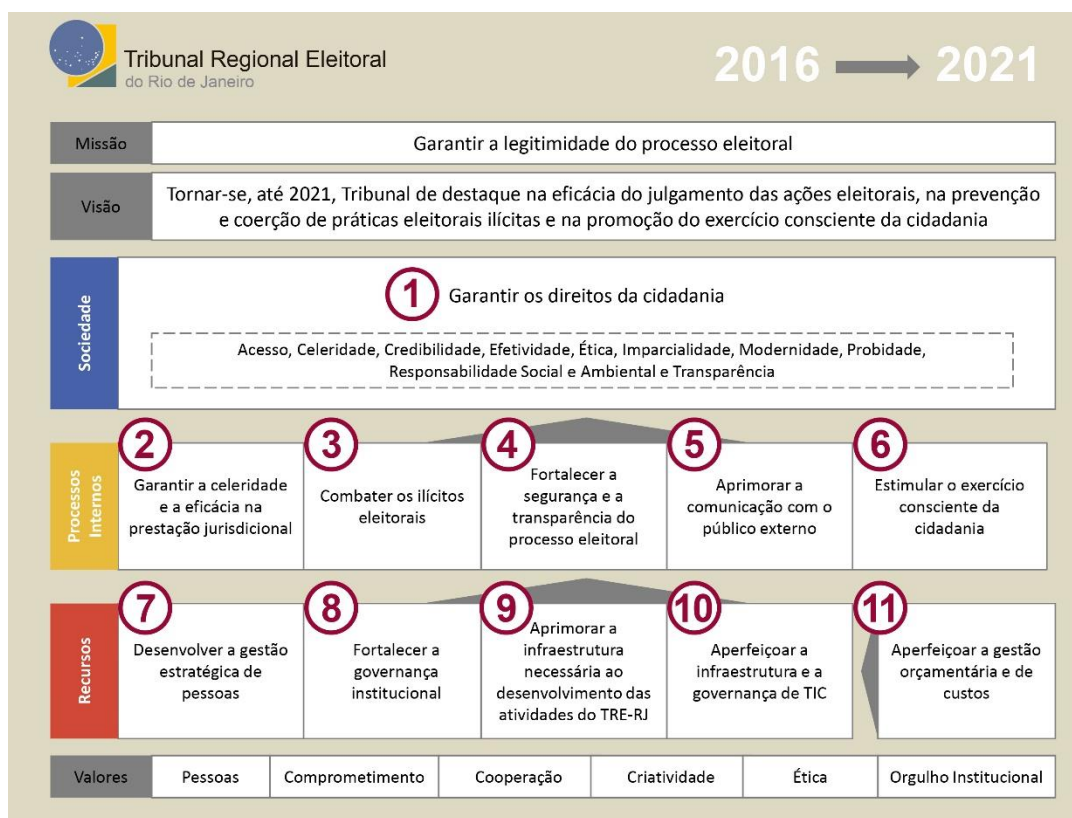 Tribunal Regional Eleitoral
do Rio de Janeiro
2016
2021
Missão
Garantir a legitimidade do processo eleitoral
Visão
Tornar-se, até 2021, Tribunal de destaque na eficácia do julgamento das ações eleitorais, na prevenção
e coerção de práticas eleitorais ilícitas e na promoção do exercício consciente da cidadania
Sociedade
1
Garantir os direitos da cidadania
Acesso, Celeridade, Credibilidade, Efetividade, Ética, Imparcialidade, Modernidade, Probidade,
Responsabilidade Social e Ambiental e Transparência
Processos
Internos
2
Garantir a celeridade
e a eficácia na
prestação jurisdicional
3
Combater os ilícitos
eleitorais
4
Fortalecer a
segurança e a
transparência do
processo eleitoral
5
Aprimorar a
comunicação com o
público externo
6
Estimular o exercício
consciente da
cidadania
Recursos
7
Desenvolver a gestão
estratégica de
pessoas
8
Fortalecer a
governança
institucional
9
Aprimorar a
infraestrutura
necessária ao
desenvolvimento das
atividades do TRE-RJ
10
Aperfeiçoar a
infraestrutura e a
governança de TIC
11
Aperfeiçoar a gestão
orçamentária e de
custos
Valores
Pessoas
Comprometimento
Cooperação
Criatividade
Ética
Orgulho Institucional